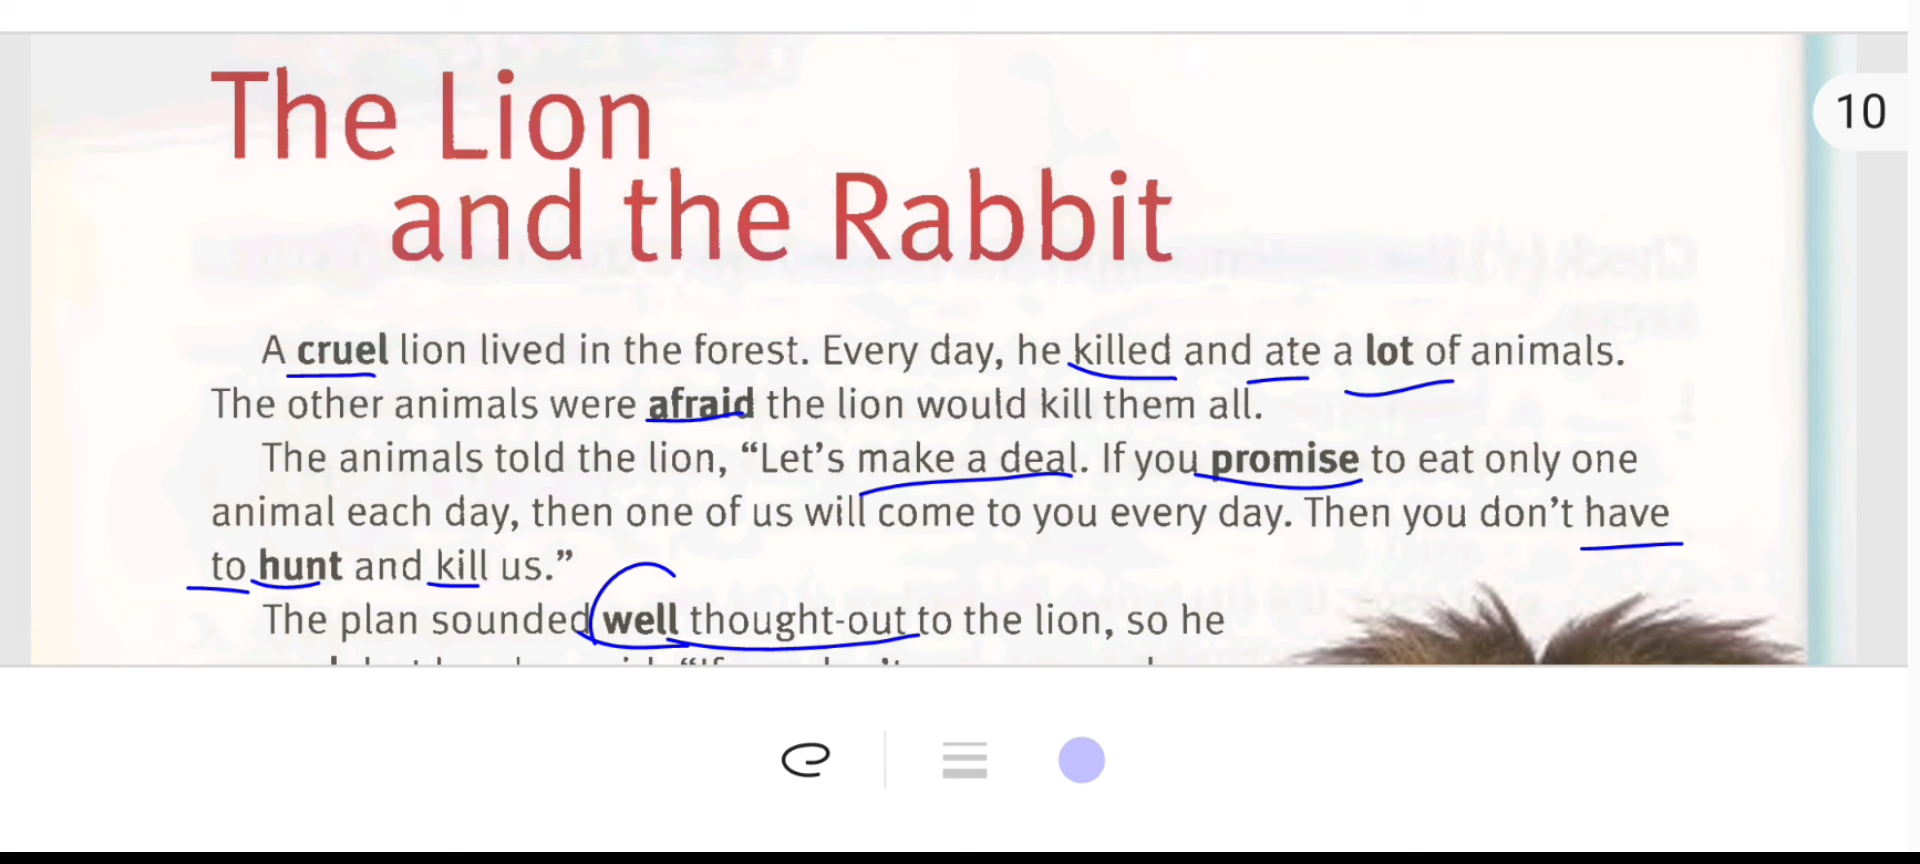 The Lion
and the Rabbit
10
A cruel lion lived in the forest. Every day, he killed and ate a lot of animals.
The other animals were afraid the lion would kill them all.
The animals told the lion, “Let’s make a deal. If you promise to eat only one
animal each day, then one of us will come to you every day. Then you don’t have
to hunt and kill us.”
The plan sounded well thought-out to the lion, so he